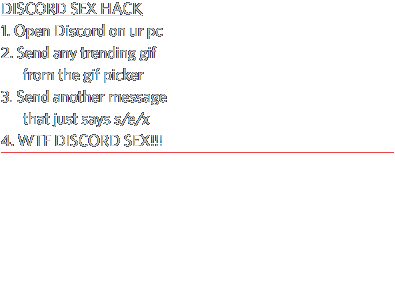 DISCORD SEX HACK
1. Open Discord on ur pc
2. Send any trending gif
from the gif picker
3. Send another message
that just says s/e/x
4. WTF DISCORD SEX!!!